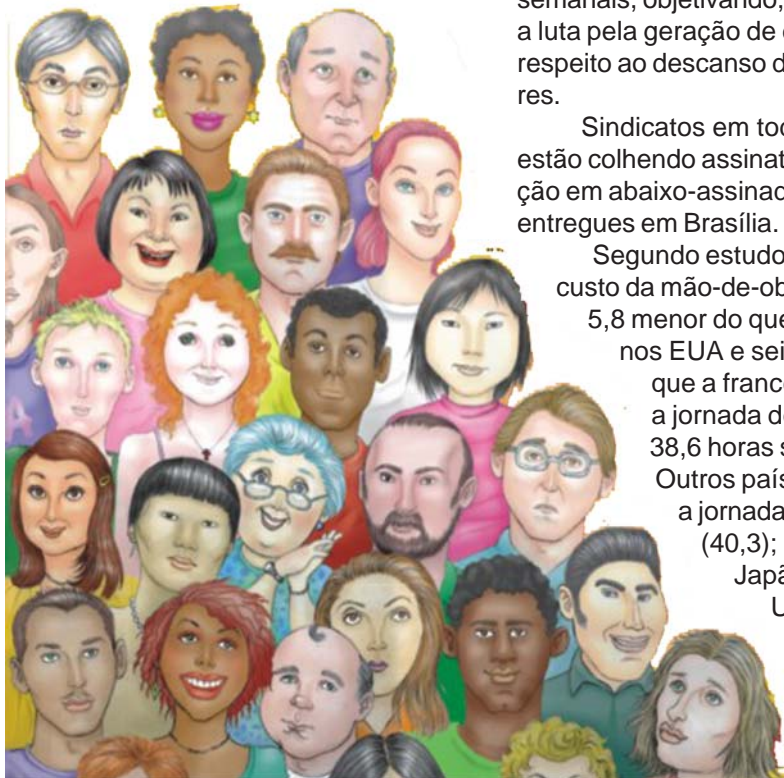 semanais, objetivando,
a luta pela geração de
respeito ao descanso d
res.
Sindicatos em toc
estão colhendo assinat
ção em abaixo-assinad
entregues em Brasília.
Segundo estudo
custo da mão-de-ob
5,8 menor do que
nos EUA e sei
que a franc
a jornada d
38,6 horas s
Outros país
a jornada
(40,3);
Japã
U